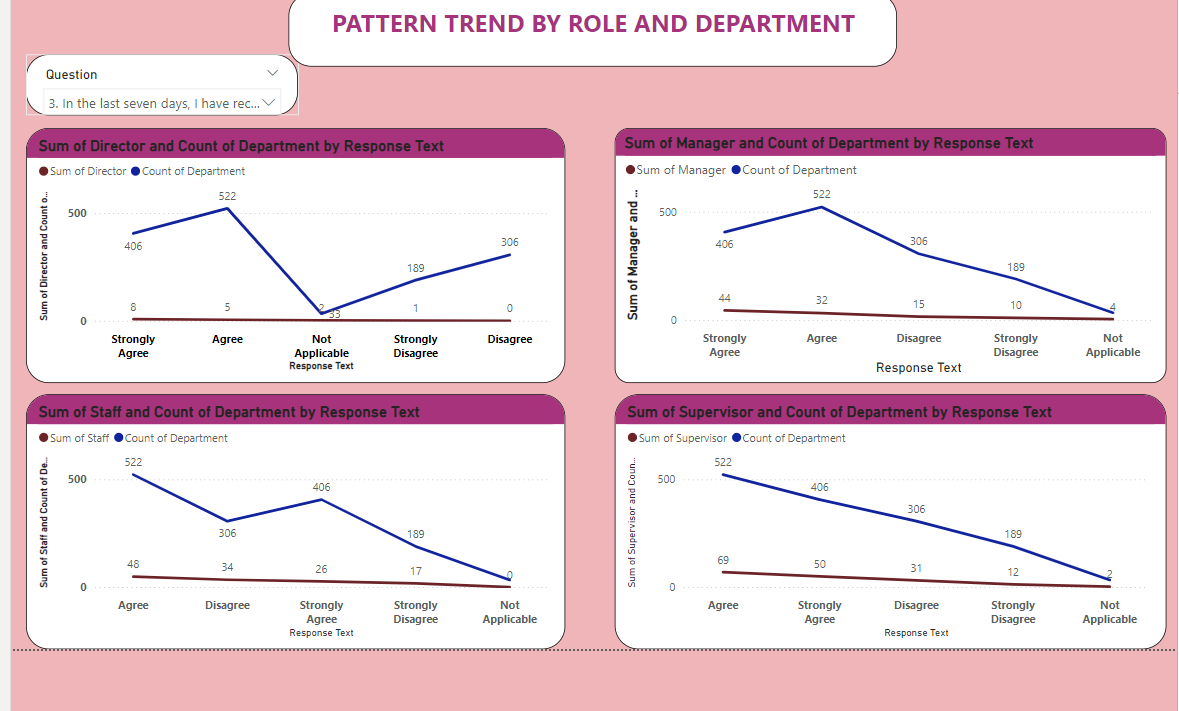 PATTERN TREND BY ROLE AND DEPARTMENT
Question
3. In the last seven days, I have rec...
Sum of Director and Count of Department by Response Text
Sum of Director Count of Department
Sum of Director and Count o...
500
0
406
522
2
33
189
306
8
5
1
0
Strongly
Agree
Agree
Not
Applicable
Strongly
Disagree
Disagree
Response Text
Sum of Manager and Count of Department by Response Text
Sum of Manager Count of Department
Sum of Manager and ...
500
0
406
522
306
189
4
44
32
15
10
Strongly
Agree
Agree
Disagree
Strongly
Disagree
Not
Applicable
Response Text
Sum of Staff and Count of Department by Response Text
Sum of Staff Count of Department
Sum of Staff and Count of De...
500
0
522
306
406
189
0
48
34
26
17
Agree
Disagree
Strongly
Agree
Strongly
Disagree
Not
Applicable
Response Text
Sum of Supervisor and Count of Department by Response Text
Sum of Supervisor Count of Department
Sum of Supervisor and Coun...
500
0
522
406
306
189
2
69
50
31
12
Agree
Strongly
Agree
Disagree
Strongly
Disagree
Not
Applicable
Response Text